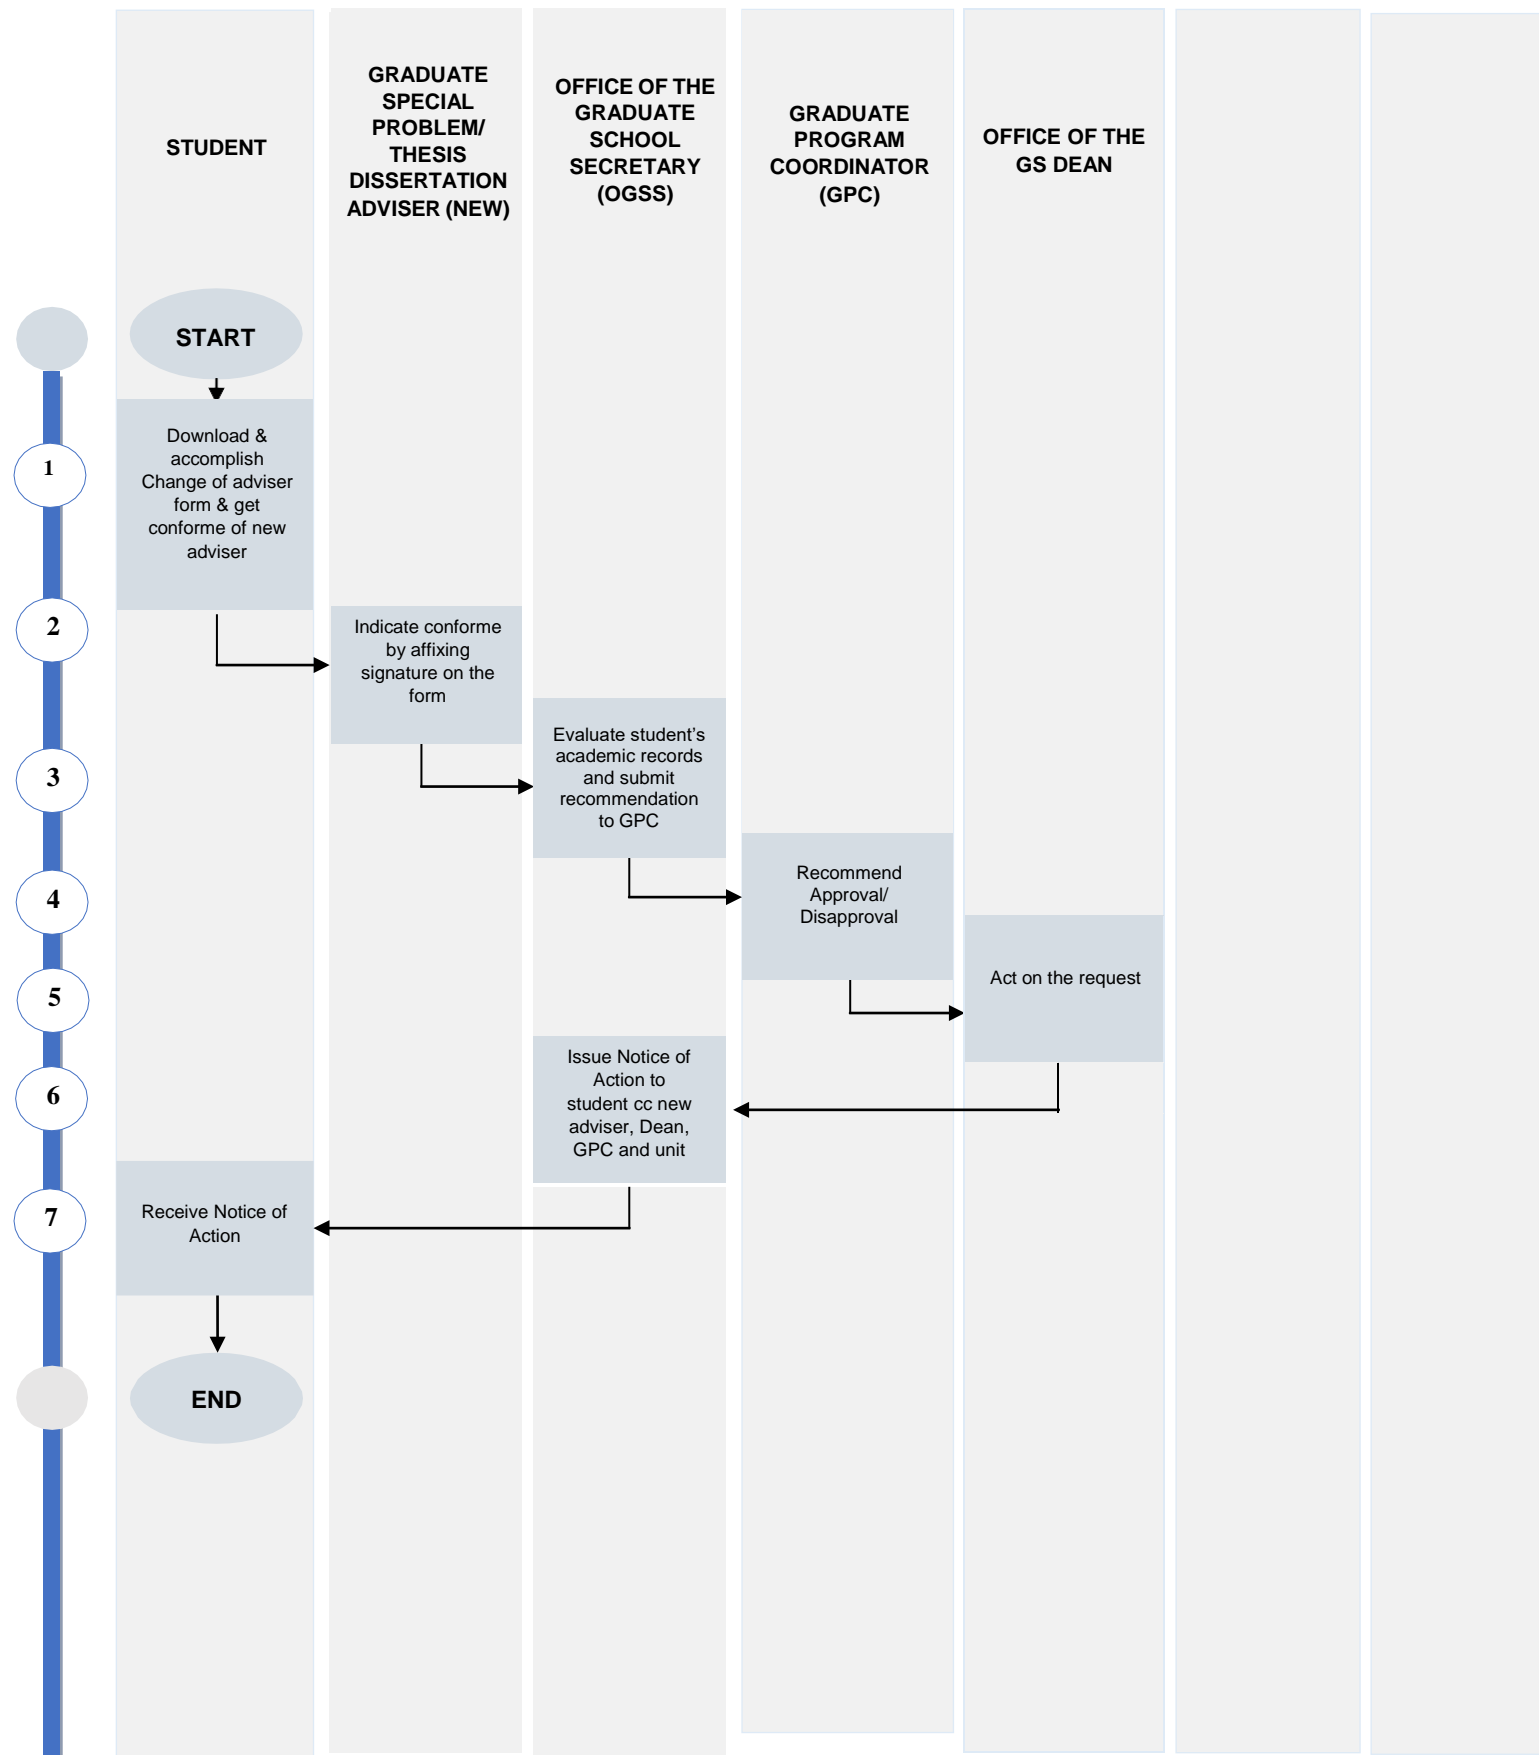 STUDENT
GRADUATE
SPECIAL
PROBLEM/
THESIS
DISSERTATION
ADVISER (NEW)
OFFICE OF THE
GRADUATE
SCHOOL
SECRETARY
(OGSS)
GRADUATE
PROGRAM
COORDINATOR
(GPC)
OFFICE OF THE
GS DEAN
START
1
Download &
accomplish
Change of adviser
form & get
conforme of new
adviser
2
Indicate conforme
by affixing
signature on the
form
3
Evaluate student’s
academic records
and submit
recommendation
to GPC
4
Recommend
Approval/
Disapproval
5
Act on the request
6
Issue Notice of
Action to
student cc new
adviser, Dean,
GPC and unit
7
Receive Notice of
Action
END